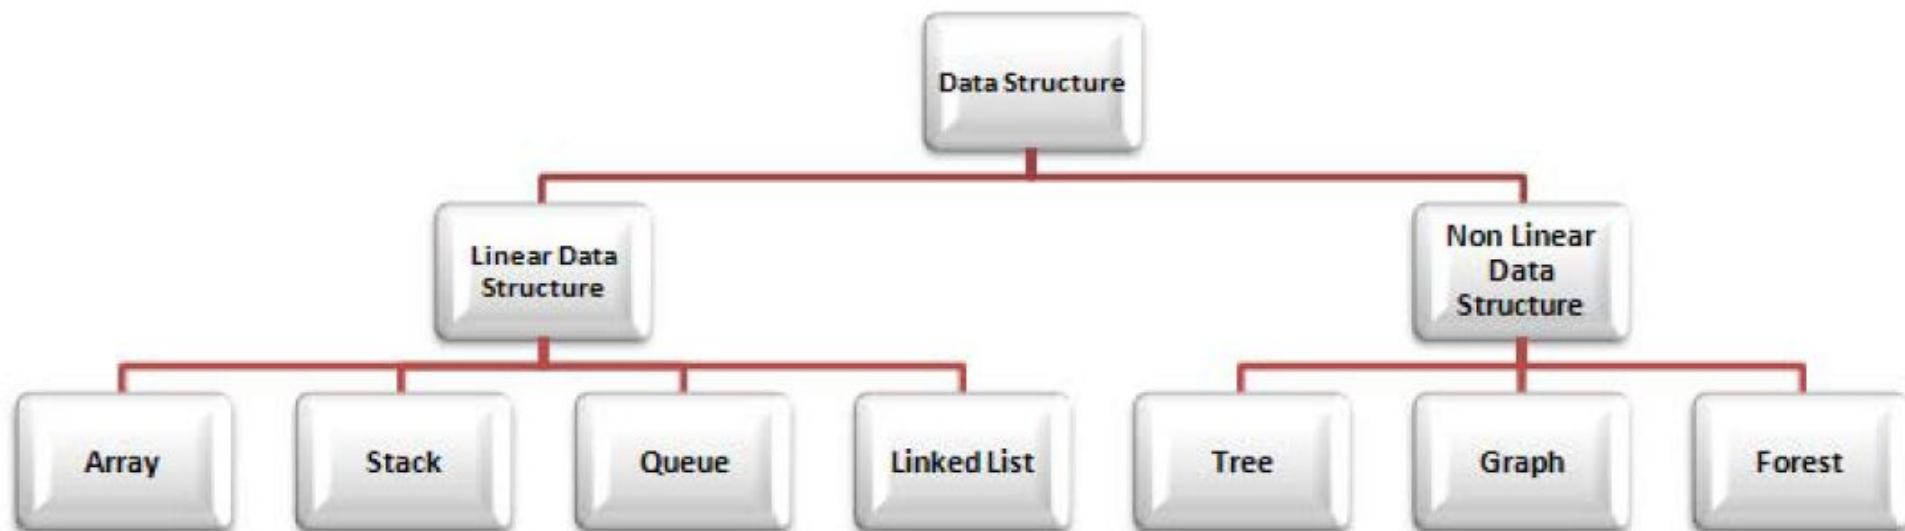 Data Structure
Linear Data
Structure
Non Linear
Data
Structure
Array
Stack
Queue
Linked List
Tree
Graph
Forest